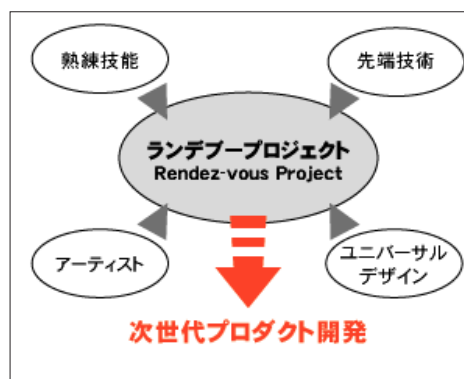 熟練技能
先端技術
ランデブープロジェクト
Rendez-vous Project
アーティスト
ユニバーサル
デザイン
次世代プロダクト開発